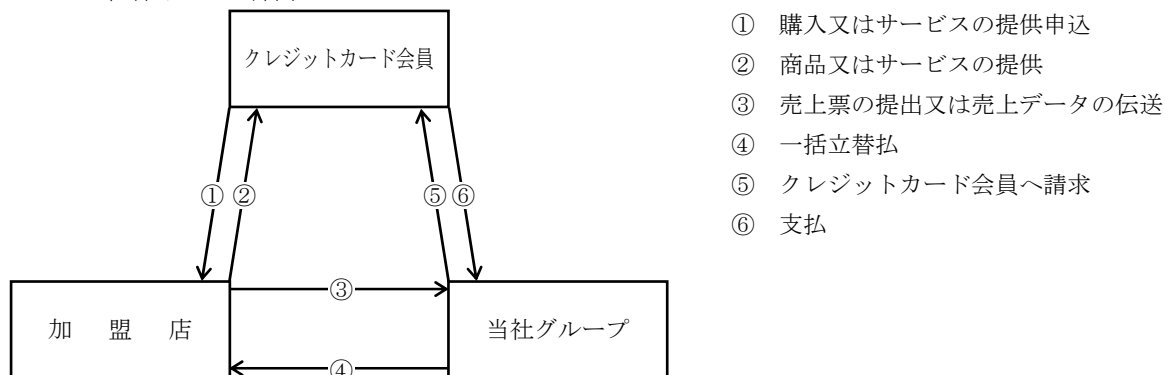 クレジットカード会員
① 購入又はサービスの提供申込
② 商品又はサービスの提供
③ 売上票の提出又は売上データの伝送
④ 一括立替払
⑤ クレジットカード会員へ請求
⑥ 支払
① ② ⑤ ⑥
③
加盟店
当社グループ
④